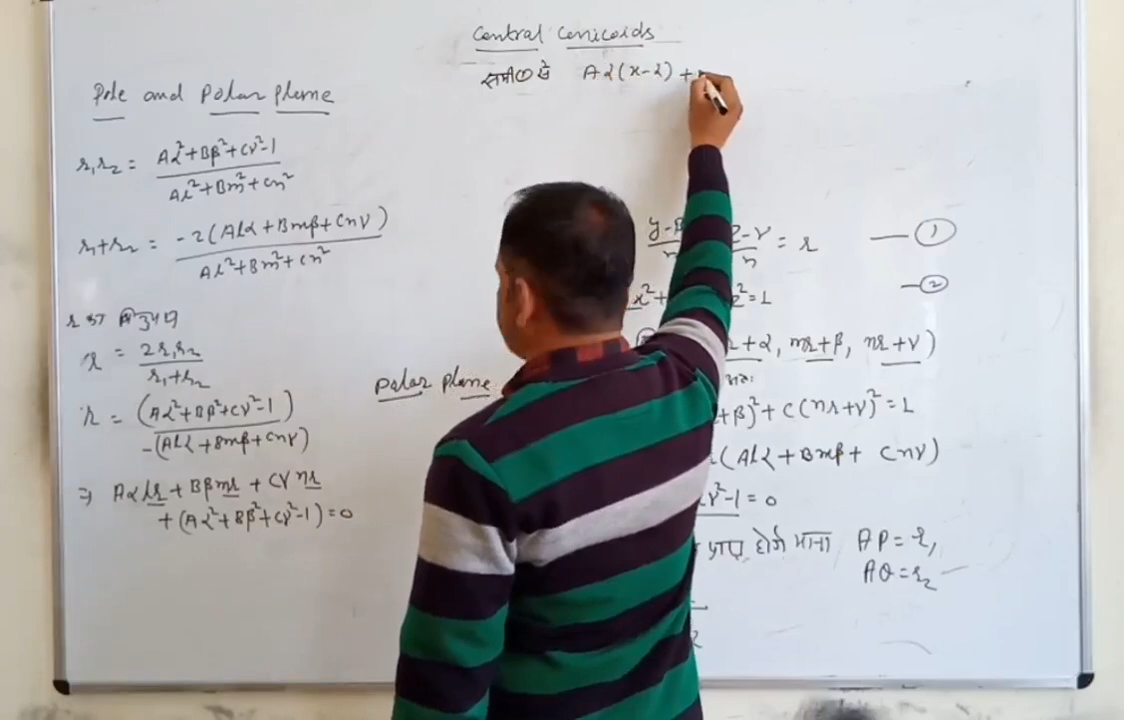 Central Conicoids
समी① से Aα(x-α) +
Pole and Polar Plane
r₁r₂ = (Aα²+Bβ²+Cγ²-1) / (Al²+Bm²+Cn²)
r₁+r₂ = -2(Alα+Bmβ+Cnγ) / (Al²+Bm²+Cn²)
r का
r = 2r₁r₂ / (r₁+r₂)
r = (Aα²+Bβ²+Cγ²-1) / -(Alα+Bmβ+Cnγ)
⇒ Aαlr + Bβmr + Cγnr
+(Aα²+Bβ²+Cγ²-1)=0
Polar plane
z-γ / n = r —①
x²+ z²=1 —②
r+α, mr+β, nr+γ)
+β)²+C(nr+γ)²=1
(Alα+Bmβ+ Cnγ)
γ²-1=0
प्राप्त होंगे माना AP=r₁
AQ=r₂